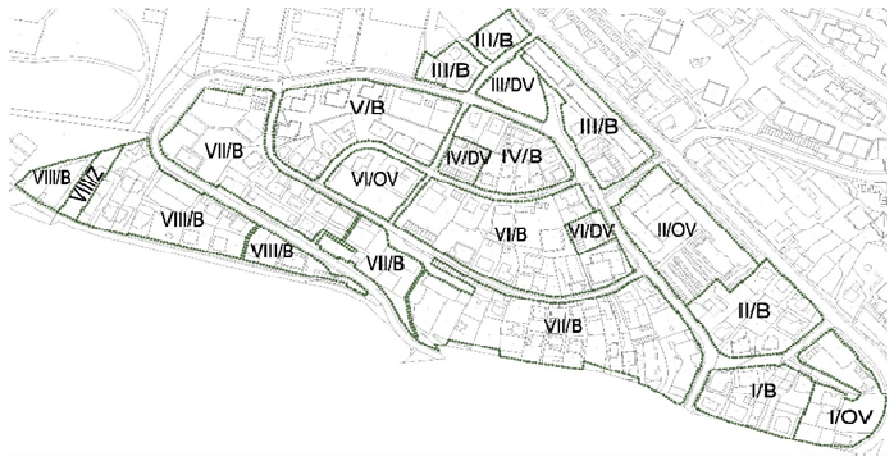 III/B
III/B
III/DV
V/B
III/B
VII/B
IV/DV
IV/B
VIII/B
VIII/Z
VI/OV
VIII/B
VI/B
VI/DV
II/OV
VIII/B
VII/B
II/B
VII/B
I/B
I/OV